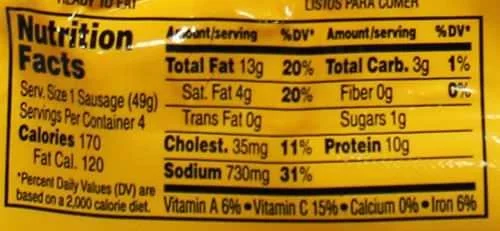 READY TO EAT
LISTOS PARA COMER
Nutrition
Facts
Serv. Size 1 Sausage (49g)
Servings Per Container 4
Calories 170
Fat Cal. 120
*Percent Daily Values (DV) are
based on a 2,000 calorie diet.
Amount/serving %DV* Amount/serving %DV*
Total Fat 13g 20% Total Carb. 3g 1%
Sat. Fat 4g 20% Fiber 0g 0%
Trans Fat 0g Sugars 1g
Cholest. 35mg 11% Protein 10g
Sodium 730mg 31%
Vitamin A 6% • Vitamin C 15% • Calcium 0% • Iron 6%